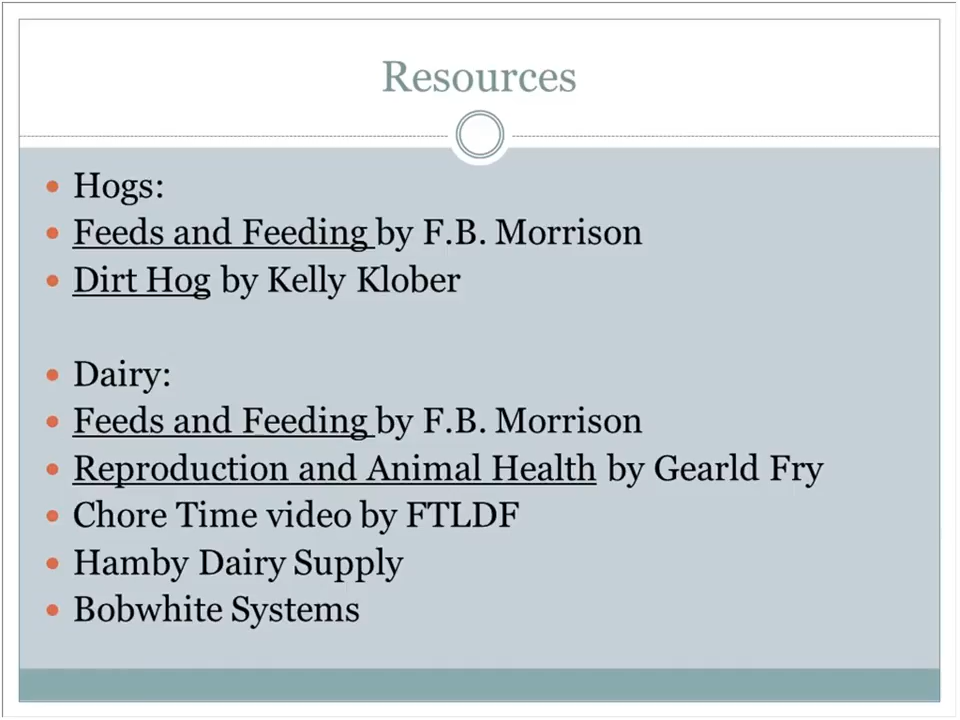 Resources
Hogs:
Feeds and Feeding by F.B. Morrison
Dirt Hog by Kelly Klober
Dairy:
Feeds and Feeding by F.B. Morrison
Reproduction and Animal Health by Gearld Fry
Chore Time video by FTLDF
Hamby Dairy Supply
Bobwhite Systems